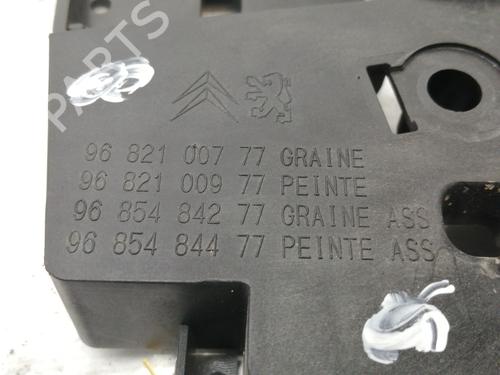 PARTS
96 821 007 77 GRAINE
96 821 009 77 PEINTE
96 854 842 77 GRAINE ASS
96 854 844 77 PEINTE ASS